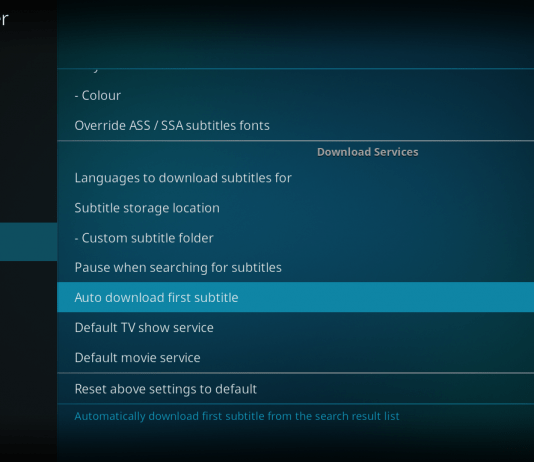 - Colour
Override ASS / SSA subtitles fonts
Download Services
Languages to download subtitles for
Subtitle storage location
- Custom subtitle folder
Pause when searching for subtitles
Auto download first subtitle
Default TV show service
Default movie service
Reset above settings to default
Automatically download first subtitle from the search result list